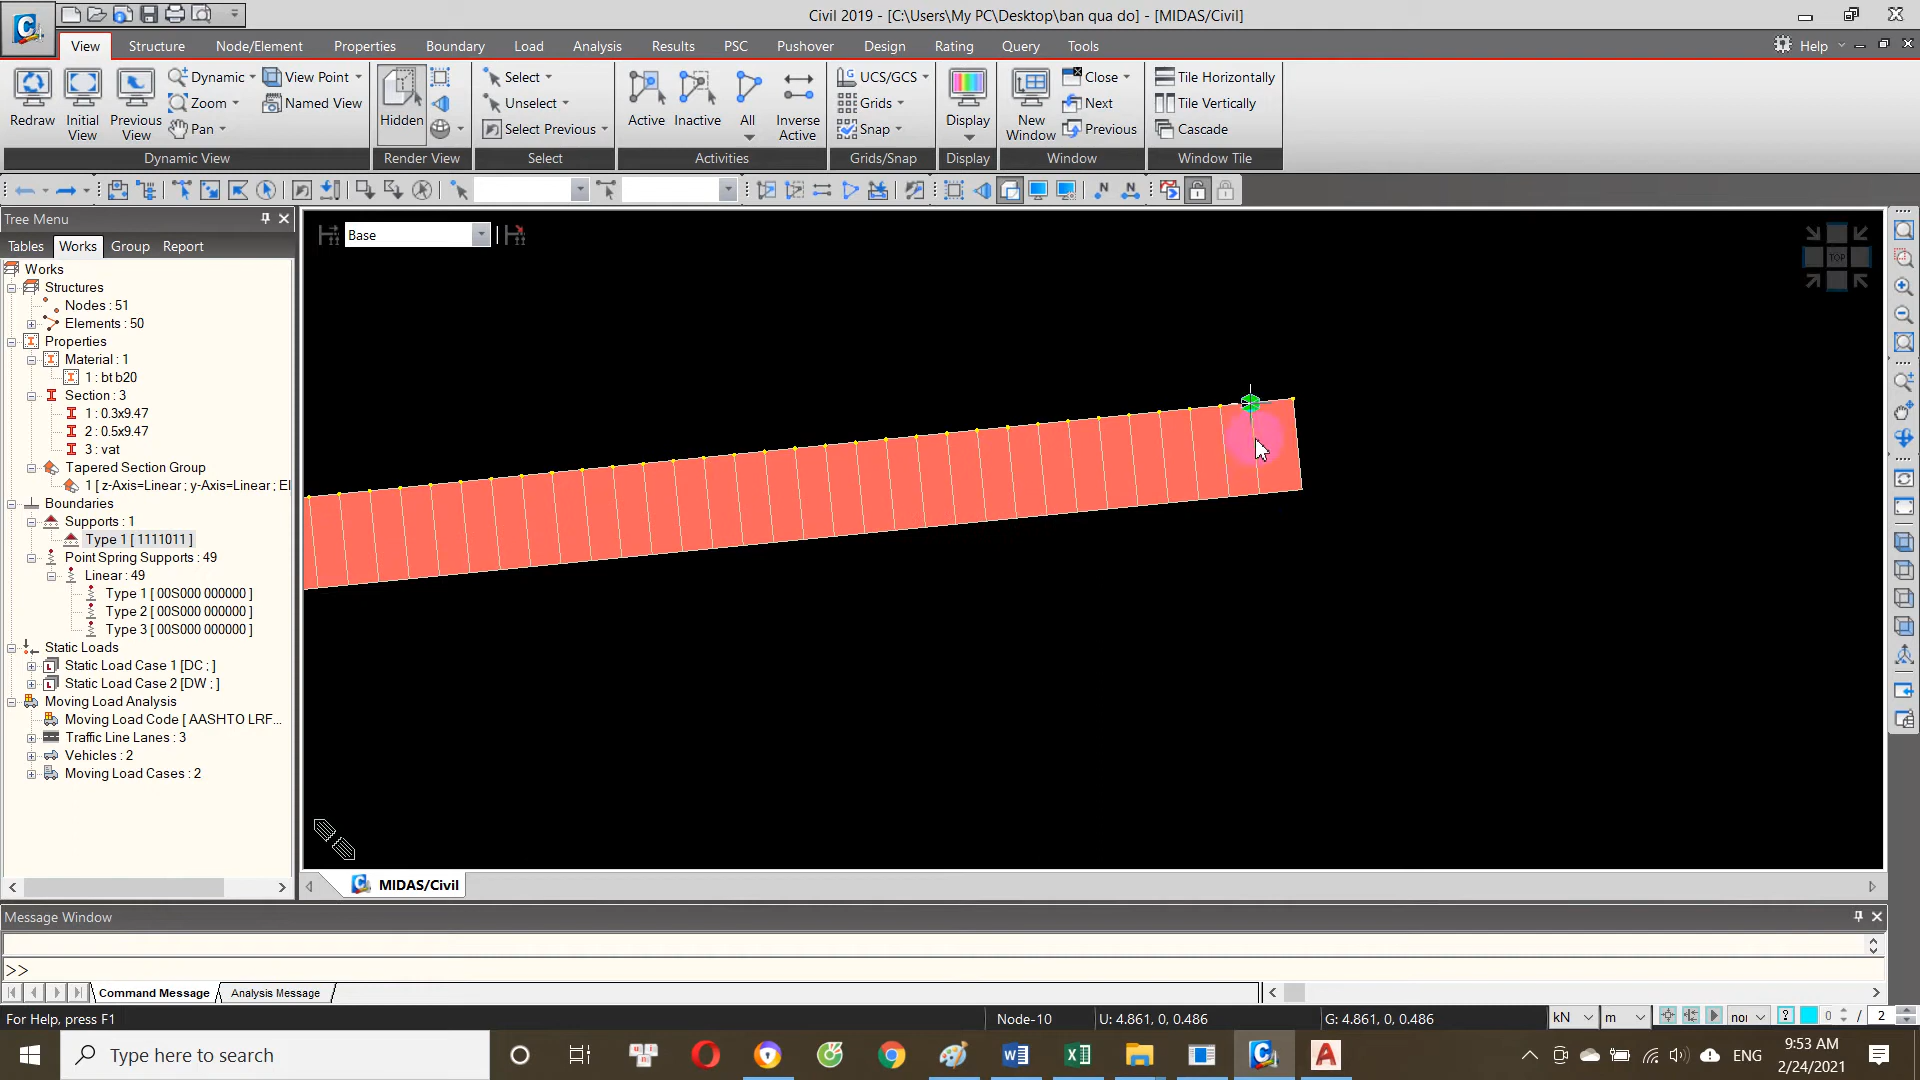 Civil 2019 - [C:\Users\My PC\Desktop\ban qua do] - [MIDAS/Civil]
View Structure Node/Element Properties Boundary Load Analysis Results PSC Pushover Design Rating Query Tools Help
Redraw Initial View Previous View Dynamic Zoom Pan View Point Named View Hidden Select Unselect Select Previous Active Inactive All Inverse Active UCS/GCS Grids Snap Display New Window Close Next Previous Tile Horizontally Tile Vertically Cascade
Dynamic View Render View Select Activities Grids/Snap Display Window Window Tile
Tree Menu
Tables Works Group Report
Base
TOP
Works
Structures
Nodes : 51
Elements : 50
Properties
Material : 1
1 : bt b20
Section : 3
1 : 0.3x9.47
2 : 0.5x9.47
3 : vat
Tapered Section Group
1 [ z-Axis=Linear ; y-Axis=Linear ; El
Boundaries
Supports : 1
Type 1 [ 1111011 ]
Point Spring Supports : 49
Linear : 49
Type 1 [ 00S000 000000 ]
Type 2 [ 00S000 000000 ]
Type 3 [ 00S000 000000 ]
Static Loads
Static Load Case 1 [DC ; ]
Static Load Case 2 [DW ; ]
Moving Load Analysis
Moving Load Code [ AASHTO LRF...
Traffic Line Lanes : 3
Vehicles : 2
Moving Load Cases : 2
MIDAS/Civil
Message Window
>>
Command Message Analysis Message
For Help, press F1 Node-10 U: 4.861, 0, 0.486 G: 4.861, 0, 0.486 kN m nor 0 / 2
Type here to search
ENG 9:53 AM
2/24/2021